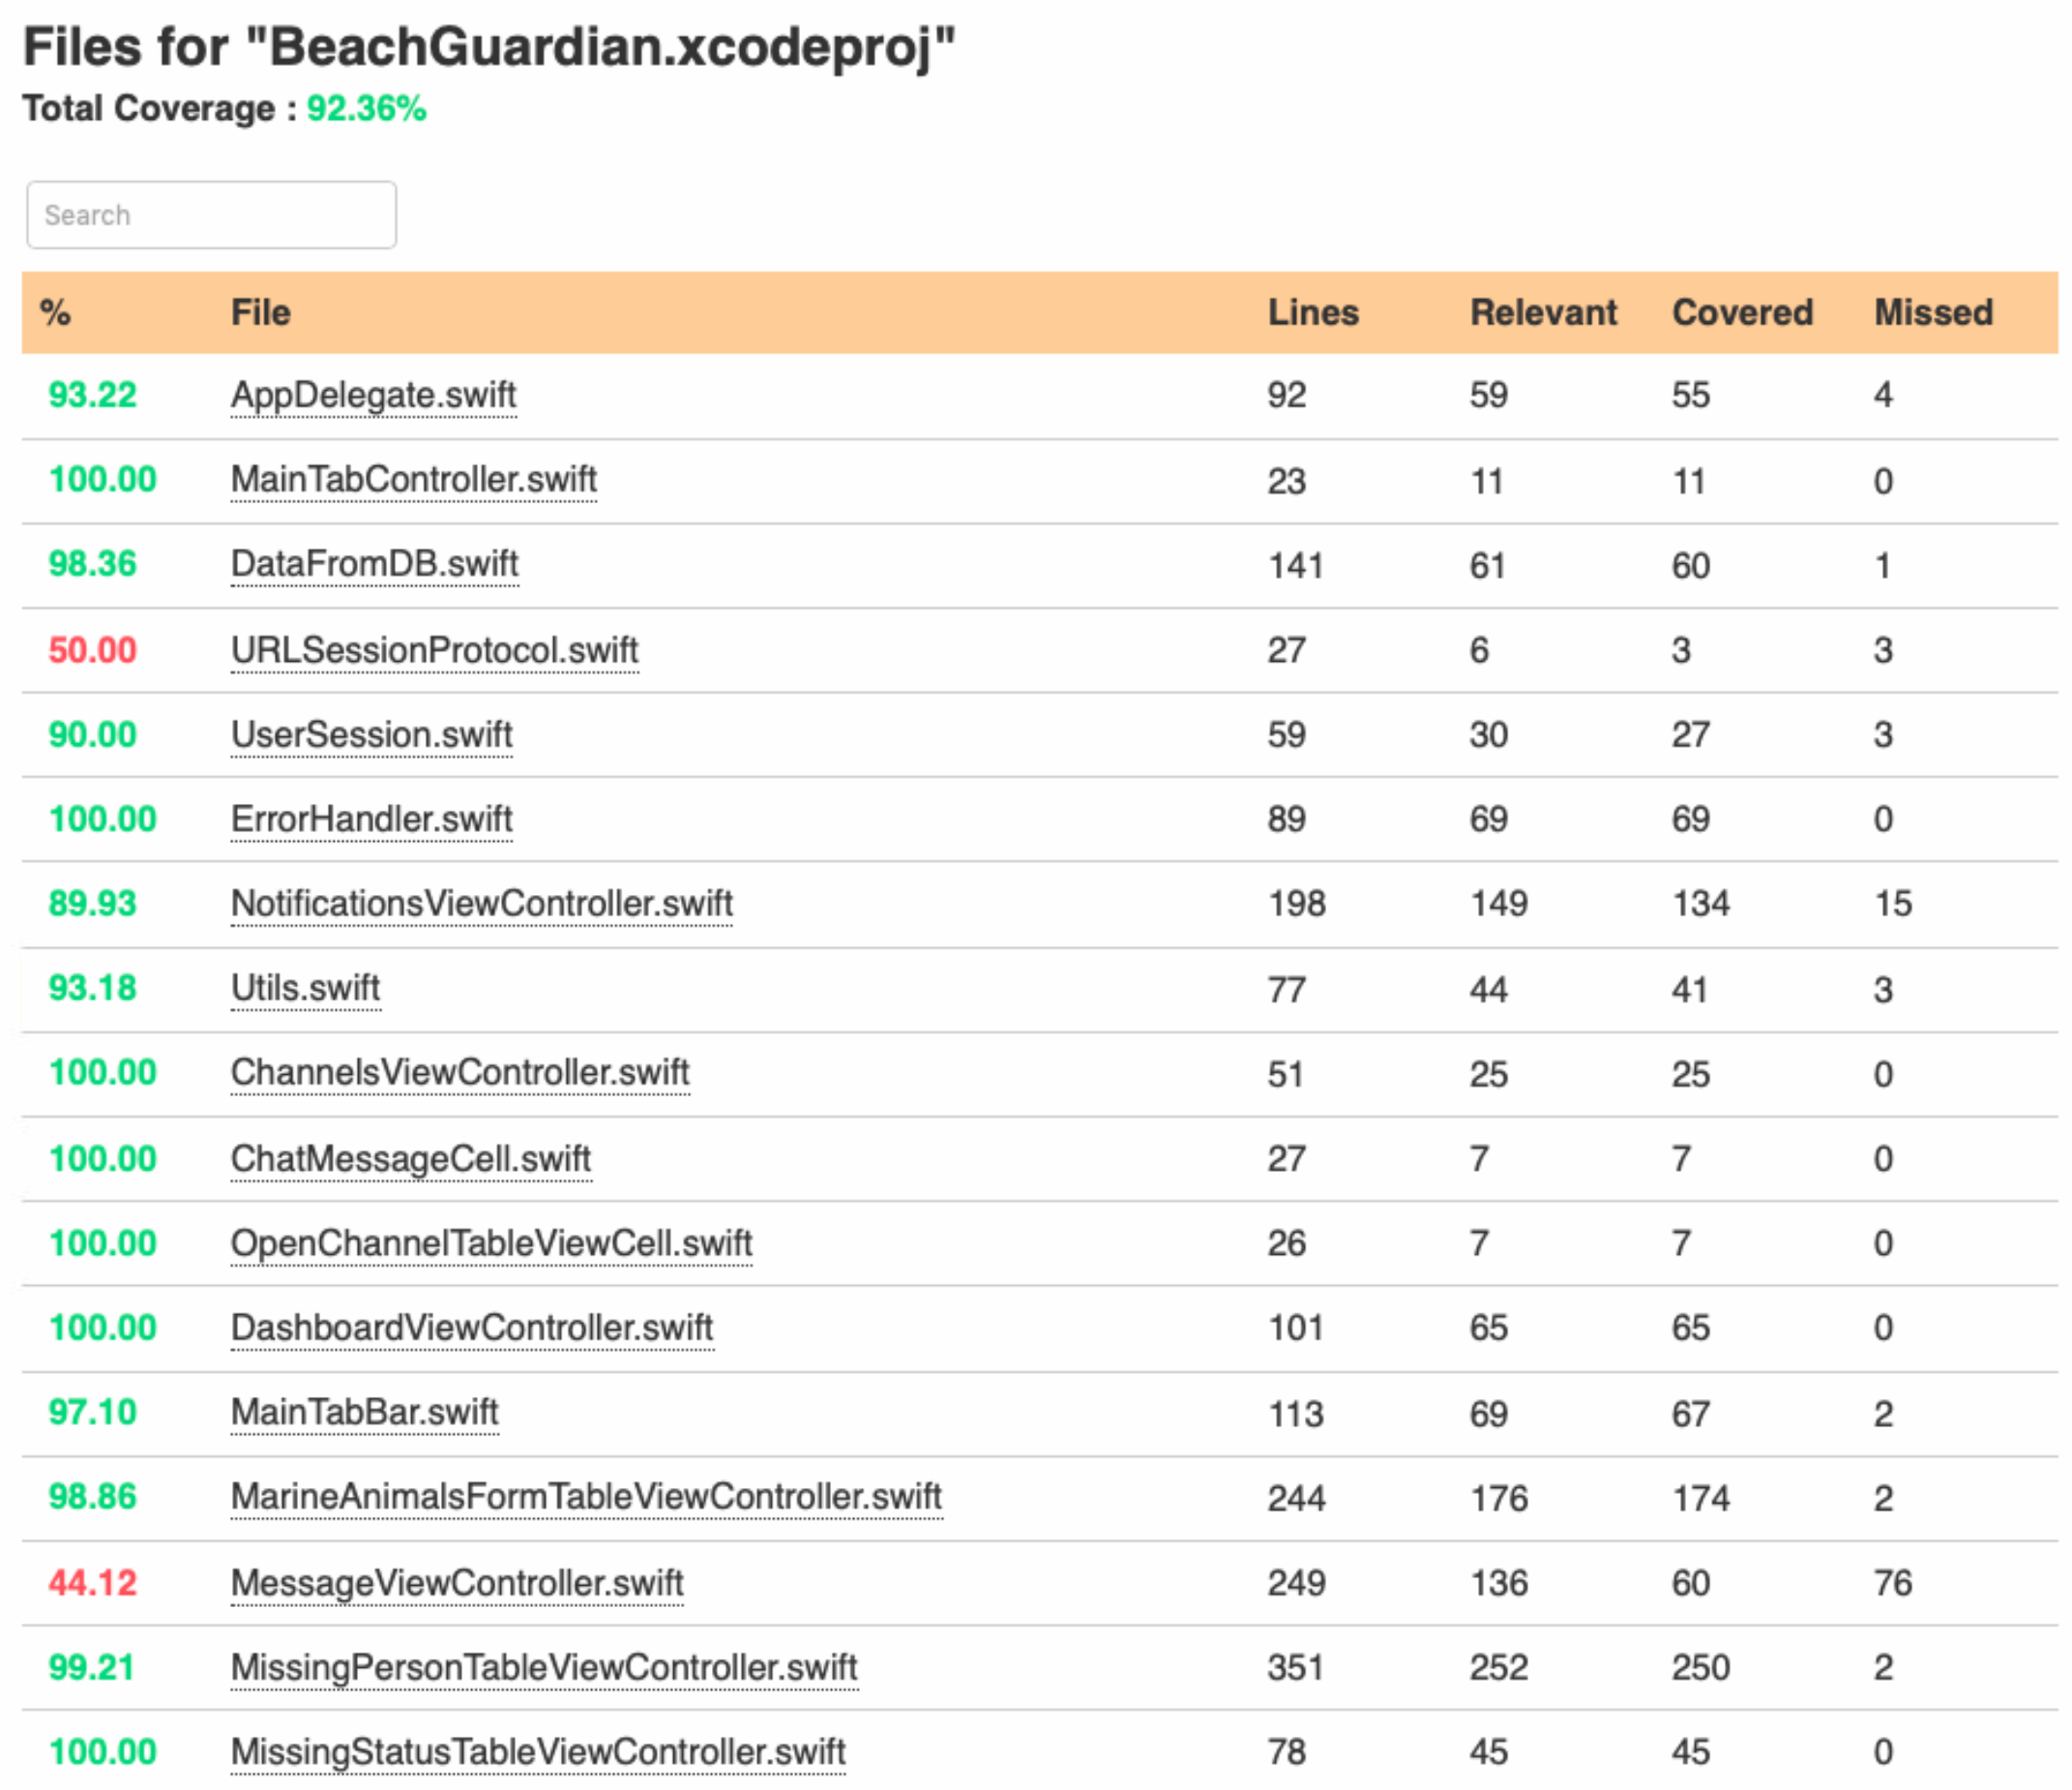 Files for "BeachGuardian.xcodeproj"
Total Coverage : 92.36%
Search
% File Lines Relevant Covered Missed
93.22 AppDelegate.swift 92 59 55 4
100.00 MainTabController.swift 23 11 11 0
98.36 DataFromDB.swift 141 61 60 1
50.00 URLSessionProtocol.swift 27 6 3 3
90.00 UserSession.swift 59 30 27 3
100.00 ErrorHandler.swift 89 69 69 0
89.93 NotificationsViewController.swift 198 149 134 15
93.18 Utils.swift 77 44 41 3
100.00 ChannelsViewController.swift 51 25 25 0
100.00 ChatMessageCell.swift 27 7 7 0
100.00 OpenChannelTableViewCell.swift 26 7 7 0
100.00 DashboardViewController.swift 101 65 65 0
97.10 MainTabBar.swift 113 69 67 2
98.86 MarineAnimalsFormTableViewController.swift 244 176 174 2
44.12 MessageViewController.swift 249 136 60 76
99.21 MissingPersonTableViewController.swift 351 252 250 2
100.00 MissingStatusTableViewController.swift 78 45 45 0